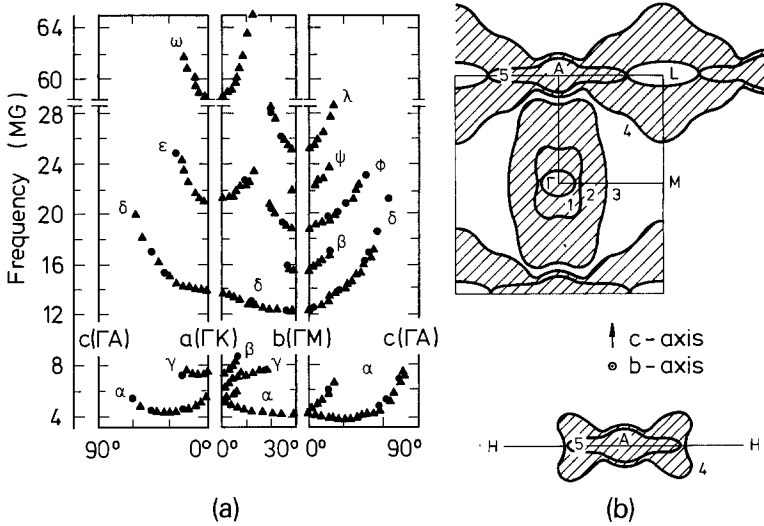 Frequency (MG)
64
60
28
24
20
16
12
8
4
ω
ε
δ
λ
ψ
Φ
δ
β
δ
c(ΓA) a(ΓK) b(ΓM) c(ΓA)
β
γ γ
α α α
90° 0° 0° 30° 0° 90°
(a)
5 A L
4
Γ M
1 2 3
c-axis
b-axis
H 5 A H
4
(b)